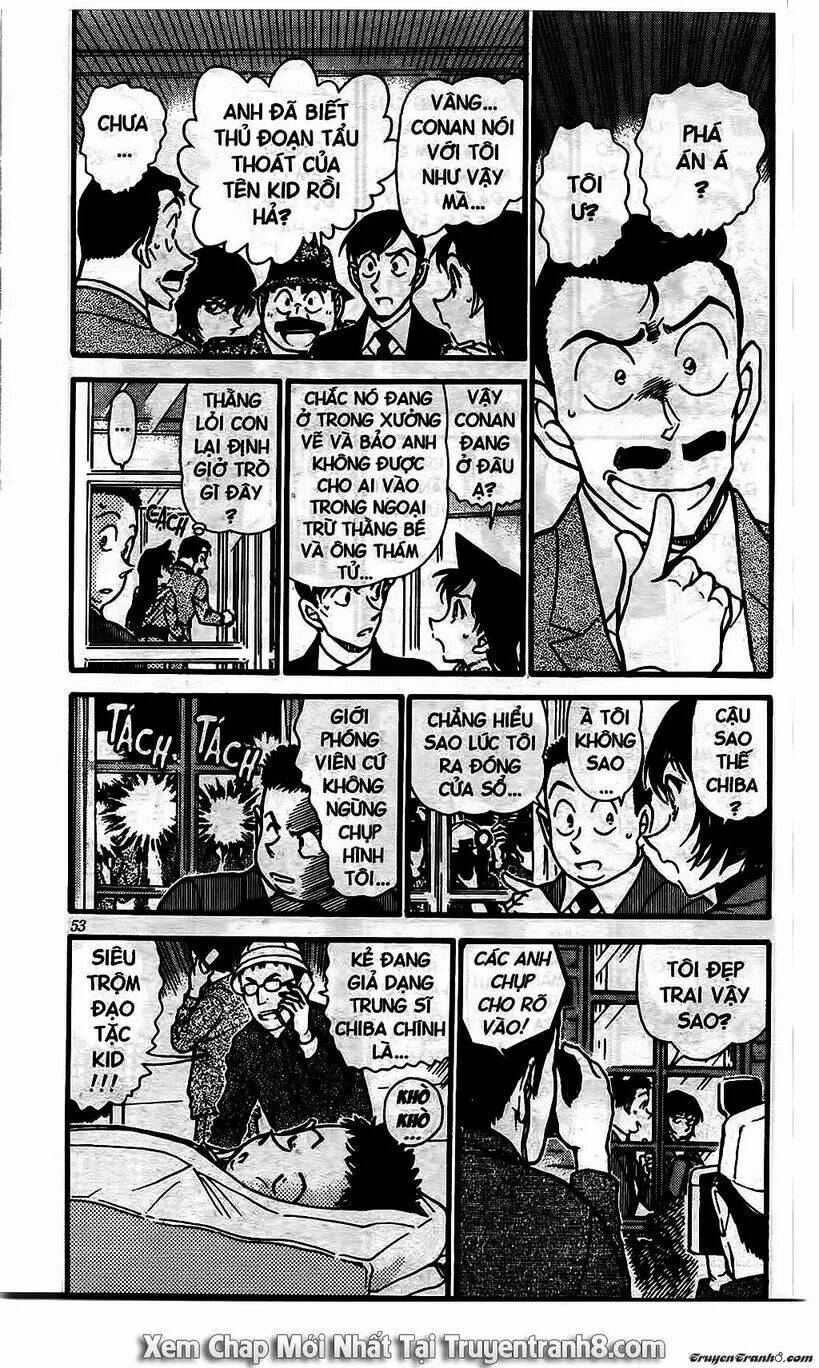 PHÁ
ÁN Á
?
TÔI
Ư?
VÂNG...
CONAN NÓI
VỚI TÔI
NHƯ VẬY
MÀ...
ANH ĐÃ BIẾT
THỦ ĐOẠN TẨU
THOÁT CỦA
TÊN KID RỒI
HẢ?
CHƯA
...
VẬY
CONAN
ĐANG
Ở ĐÂU
Ạ?
CHẮC NÓ ĐANG
Ở TRONG XƯỞNG
VẼ VÀ BẢO ANH
KHÔNG ĐƯỢC
CHO AI VÀO
TRONG NGOẠI
TRỪ THẰNG BÉ
VÀ ÔNG THÁM
TỬ...
THẰNG
LỎI CON
LẠI ĐỊNH
GIỞ TRÒ
GÌ ĐÂY
?
...
CẠCH
CẬU
SAO
THẾ
CHIBA
?
À TÔI
KHÔNG
SAO
...
CHẲNG HIỂU
SAO LÚC TÔI
RA ĐÓNG
CỬA SỔ...
GIỚI
PHÓNG
VIÊN CỨ
KHÔNG
NGỪNG
CHỤP
HÌNH
TÔI...
TÁCH.
TÁCH.
53
TÔI ĐẸP
TRAI VẬY
SAO?
CÁC ANH
CHỤP
CHO RÕ
VÀO!
KẺ ĐANG
GIẢ DẠNG
TRUNG SĨ
CHIBA CHÍNH
LÀ...
KHÒ
KHÒ
...
SIÊU
TRỘM
ĐẠO
TẶC
KID
!!!
Xem Chap Mới Nhất Tại Truyentranh8.com
TruyenTranh8.com